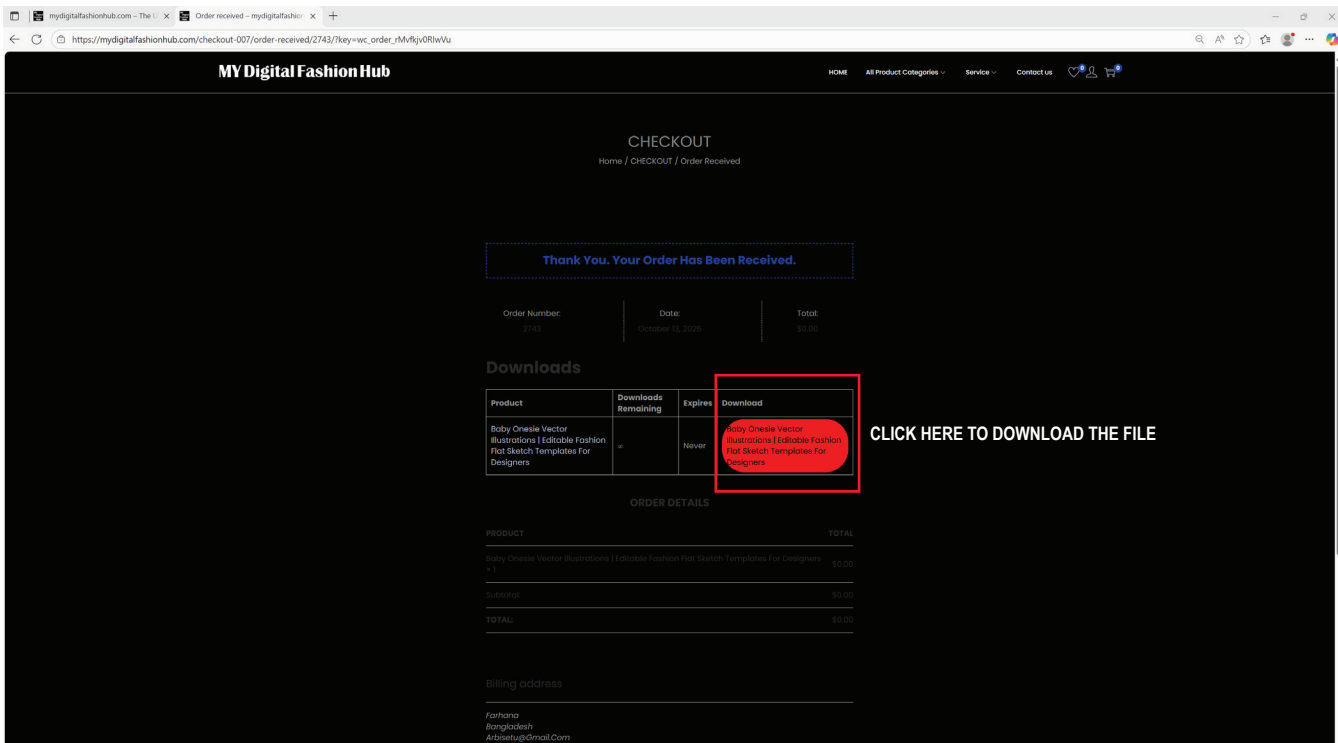 mydigitalfashionhub.com – The U
Order received – mydigitalfashion
https://mydigitalfashionhub.com/checkout-007/order-received/2743/?key=wc_order_rMvfkjv0RlwVu
MY Digital Fashion Hub
HOME All Product Categories Service Contact us 0 0
CHECKOUT
Home / CHECKOUT / Order Received
Thank You. Your Order Has Been Received.
Order Number: Date: Total:
2743 October 13, 2025 $0.00
Downloads
Product Downloads Remaining Expires Download
Baby Onesie Vector
Illustrations | Editable Fashion
Flat Sketch Templates For
Designers
∞
Never
Baby Onesie Vector
Illustrations | Editable Fashion
Flat Sketch Templates For
Designers
CLICK HERE TO DOWNLOAD THE FILE
ORDER DETAILS
PRODUCT TOTAL
Baby Onesie Vector Illustrations | Editable Fashion Flat Sketch Templates For Designers $0.00
× 1
Subtotal: $0.00
TOTAL: $0.00
Billing address
Farhana
Bangladesh
Arbisetu@Gmail.Com